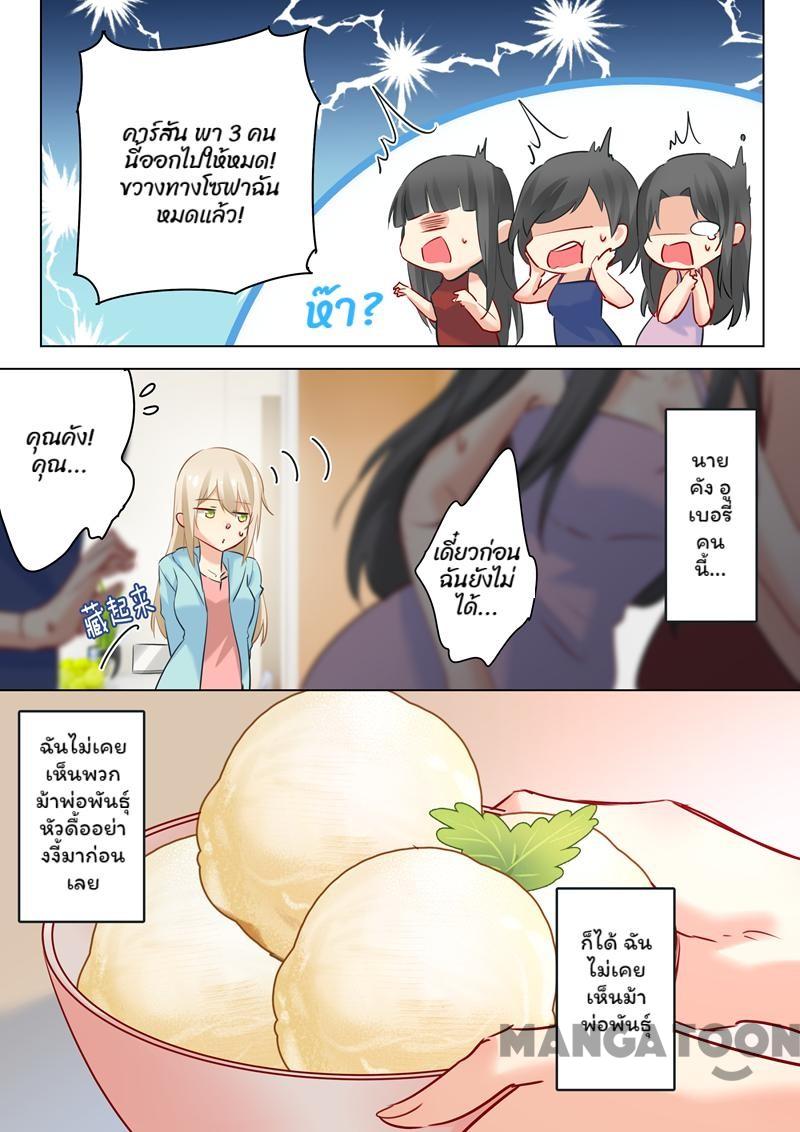 คาร์สัน พา 3 คน
นี้ออกไปให้หมด!
ขวางทางโซฟาฉัน
หมดแล้ว!
ห๊า?
คุณคัง!
คุณ...
藏起来
เดี๋ยวก่อน
ฉันยังไม่
ได้...
นาย
คัง อู
เบอรี่
คน
นี้...
ฉันไม่เคย
เห็นพวก
ม้าพ่อพันธุ์
หัวดื้ออย่า
งงี้มาก่อน
เลย
ก็ได้ ฉัน
ไม่เคย
เห็นม้า
พ่อพันธุ์
MANGATOON